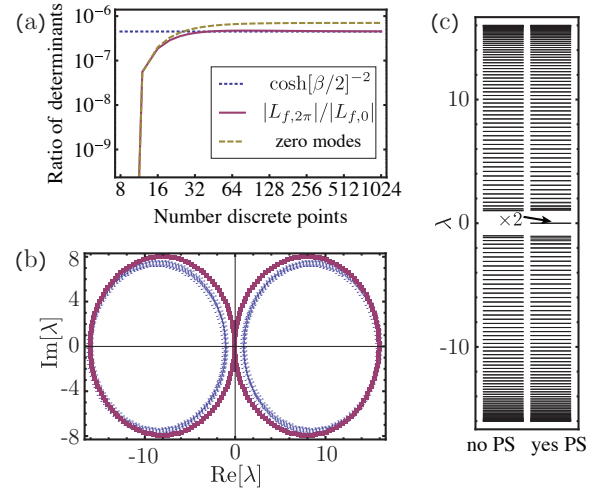 (a)
Ratio of determinants
10⁻⁶
10⁻⁷
10⁻⁸
10⁻⁹
cosh[β/2]⁻²
|L_{f,2π}|/|L_{f,0}|
zero modes
8 16 32 64 128 256 512 1024
Number discrete points
(b)
Im[λ]
8
4
0
-4
-8
-10 0 10
Re[λ]
(c)
λ
10
0
-10
×2
no PS yes PS